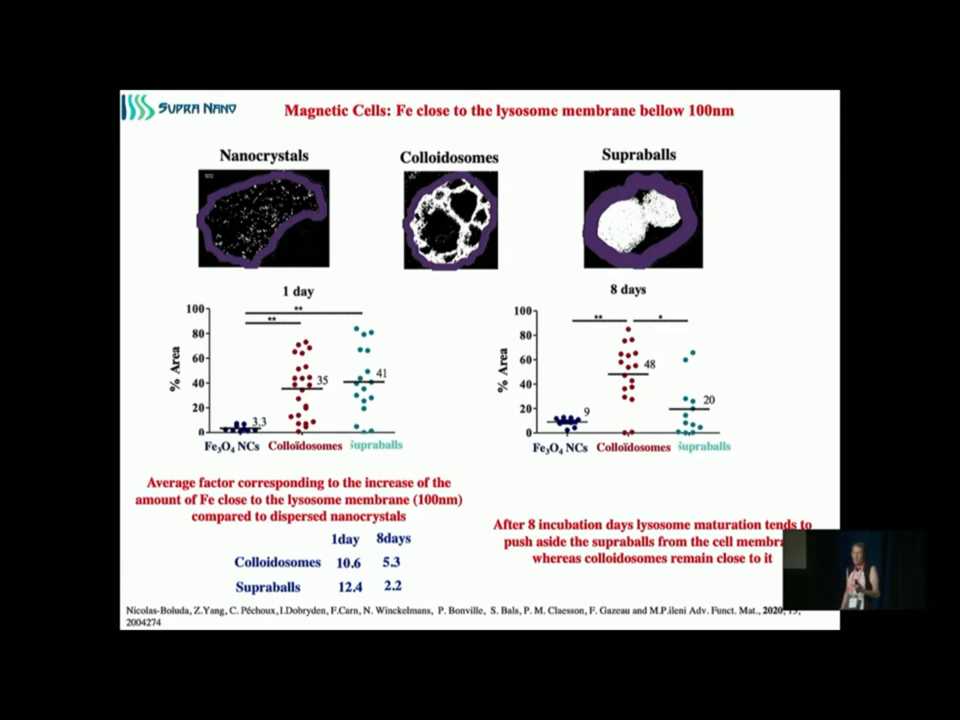 SUPRA NANO
Magnetic Cells: Fe close to the lysosome membrane bellow 100nm
Nanocrystals
Colloidosomes
Supraballs
1 day
% Area
100
80
60
40
20
0
**
**
3.3
35
41
Fe₃O₄ NCs
Colloïdosomes
Supraballs
8 days
% Area
100
80
60
40
20
0
**
*
9
48
20
Fe₃O₄ NCs
Colloïdosomes
Supraballs
Average factor corresponding to the increase of the
amount of Fe close to the lysosome membrane (100nm)
compared to dispersed nanocrystals
1day 8days
Colloidosomes 10.6 5.3
Supraballs 12.4 2.2
After 8 incubation days lysosome maturation tends to
push aside the supraballs from the cell membra
whereas colloidosomes remain close to it
Nicolas-Boluda, Z.Yang, C. Péchoux, I.Dobryden, F.Carn, N. Winckelmans, P. Bonville, S. Bals, P. M. Claesson, F. Gazeau and M.P.ileni Adv. Funct. Mat., 2020,
2004274